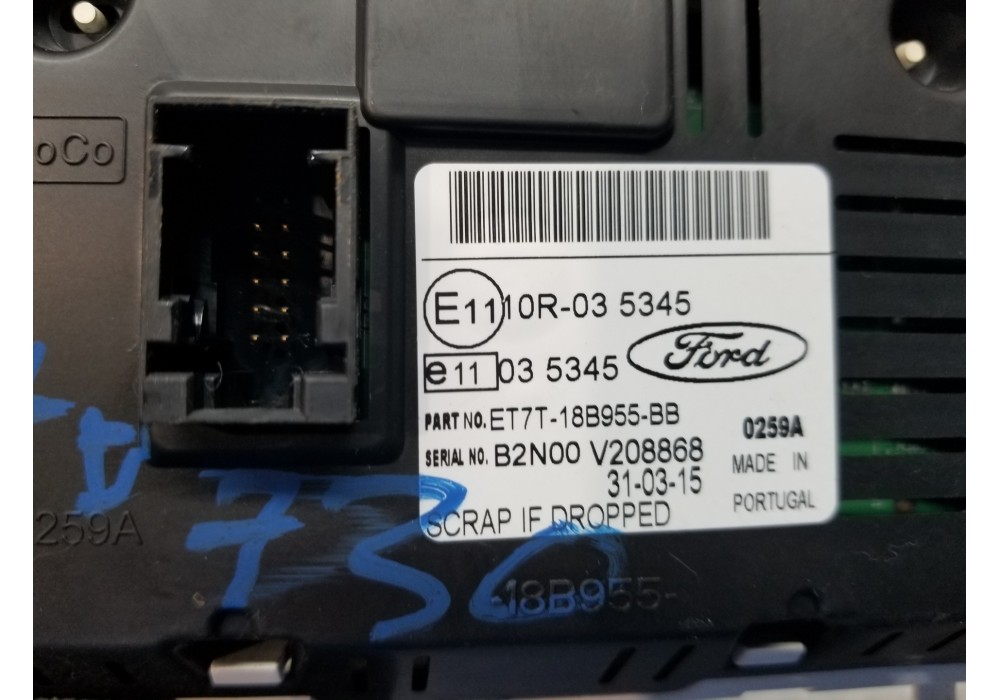 oCo
E11 10R-03 5345
e11 03 5345
Ford
PART NO. ET7T-18B955-BB
0259A
SERIAL NO. B2N00 V208868
MADE IN
31-03-15
PORTUGAL
SCRAP IF DROPPED
259A
730
-18B955-